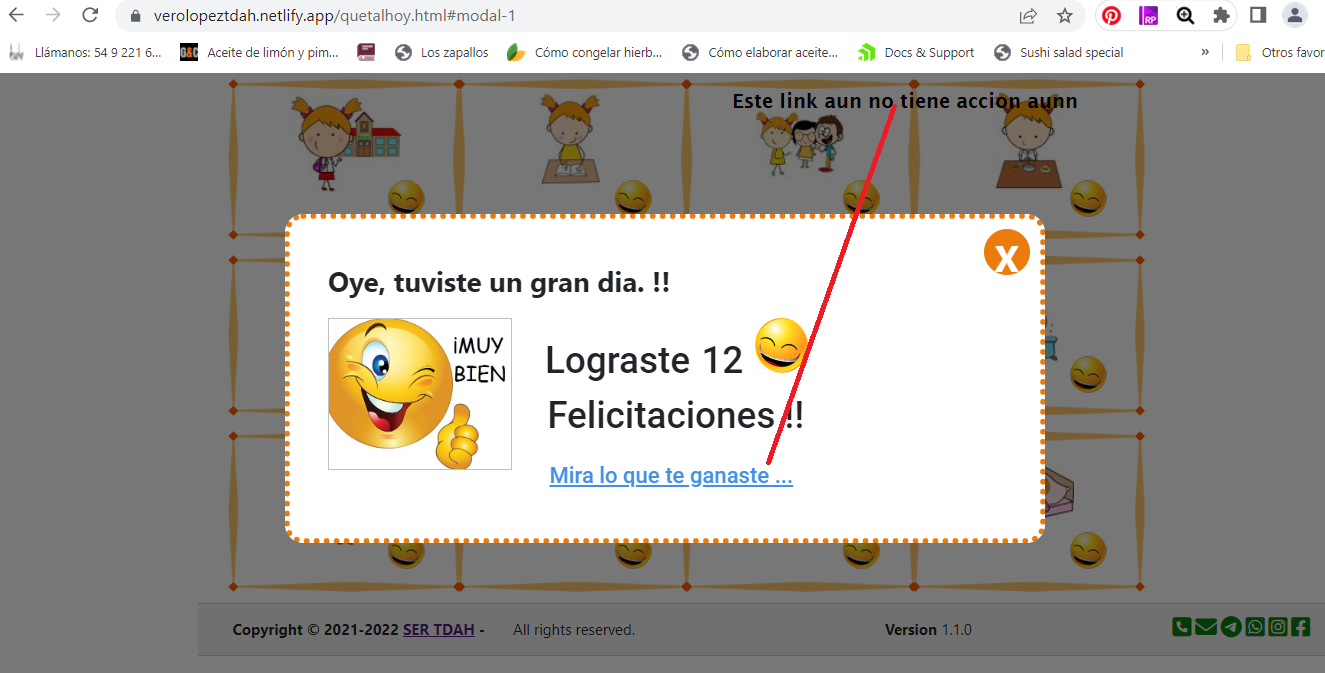 verolopeztdah.netlify.app/quetalhoy.html#modal-1
RP
Llámanos: 54 9 221 6...
G&C
Aceite de limón y pim...
Los zapallos
Cómo congelar hierb...
Cómo elaborar aceite...
Docs & Support
Sushi salad special
»
Otros favor
Este link aun no tiene accion aunn
X
Oye, tuviste un gran dia. !!
¡MUY
BIEN
Lograste 12
Felicitaciones !!
Mira lo que te ganaste ...
Copyright © 2021-2022 SER TDAH - All rights reserved.
Version 1.1.0